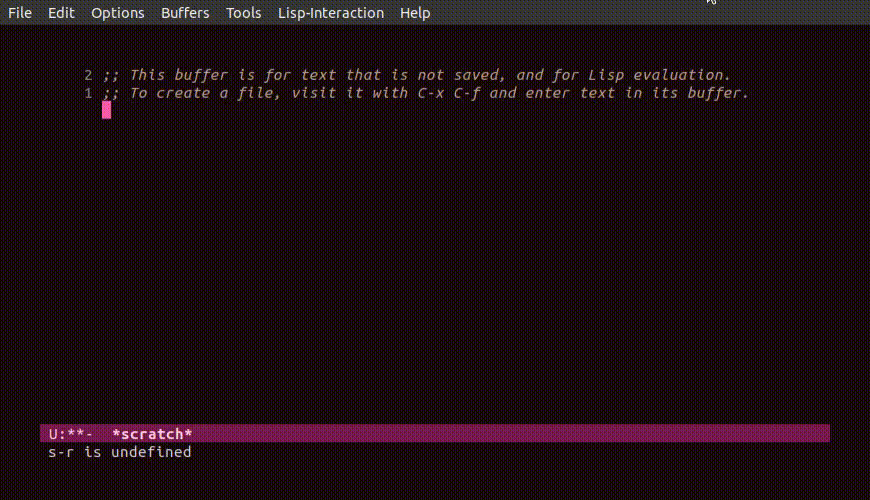 File Edit Options Buffers Tools Lisp-Interaction Help
2 ;; This buffer is for text that is not saved, and for Lisp evaluation.
1 ;; To create a file, visit it with C-x C-f and enter text in its buffer.
U:**-  *scratch*
s-r is undefined